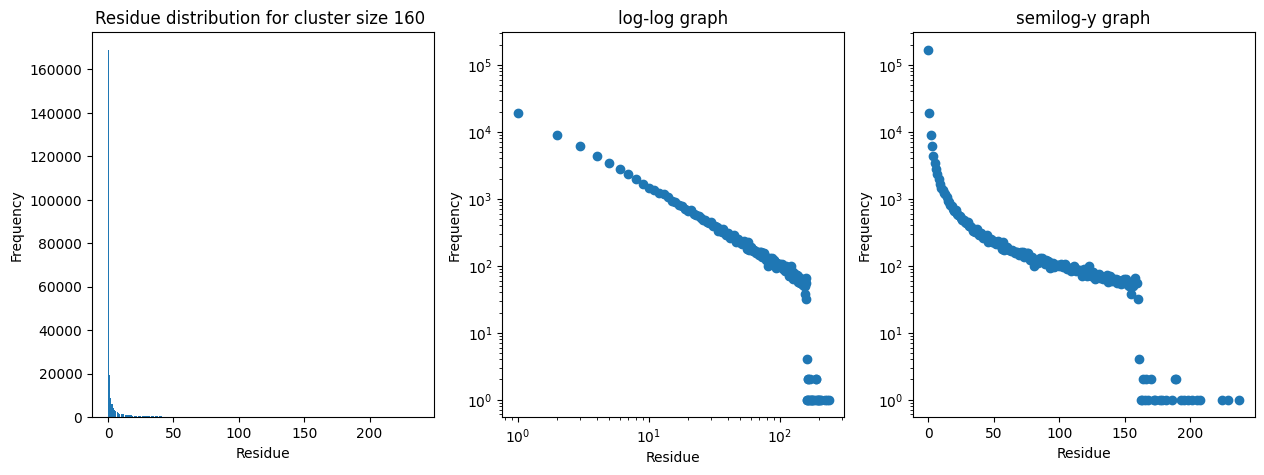 Residue distribution for cluster size 160
160000
140000
120000
100000
80000
60000
40000
20000
0
Frequency
0 50 100 150 200
Residue
log-log graph
10^5
10^4
10^3
10^2
10^1
10^0
Frequency
10^0 10^1 10^2
Residue
semilog-y graph
10^5
10^4
10^3
10^2
10^1
10^0
Frequency
0 50 100 150 200
Residue